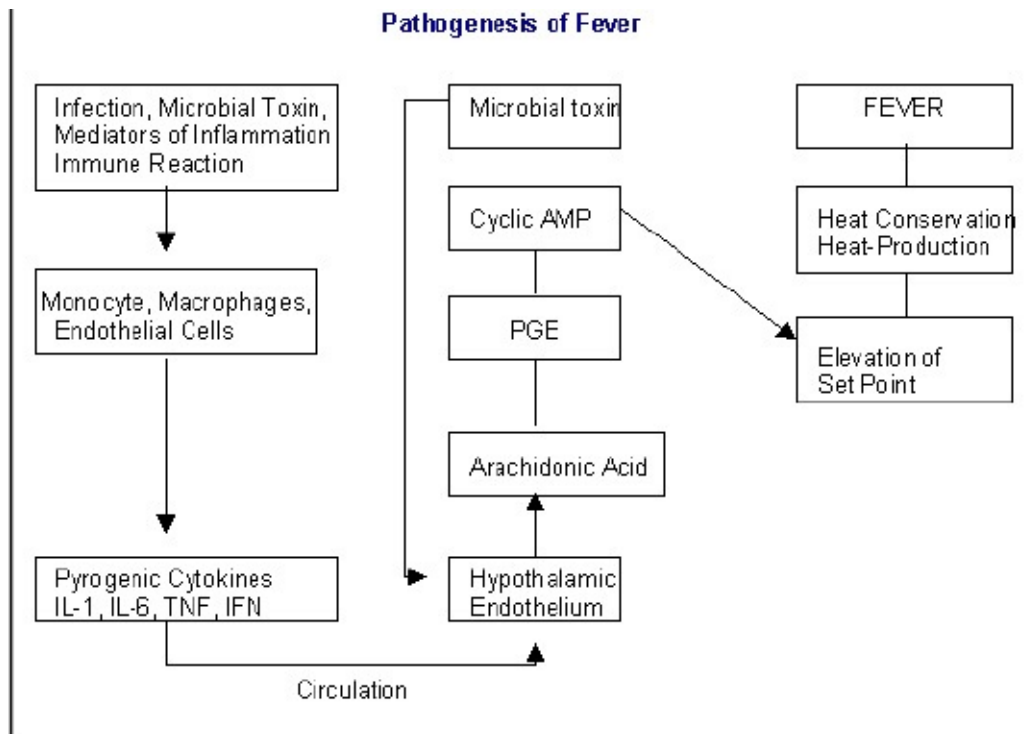 Pathogenesis of Fever
Infection, Microbial Toxin,
Mediators of Inflammation
Immune Reaction
Monocyte, Macrophages,
Endothelial Cells
Pyrogenic Cytokines
IL-1, IL-6, TNF, IFN
Circulation
Microbial toxin
Cyclic AMP
PGE
Arachidonic Acid
Hypothalamic
Endothelium
FEVER
Heat Conservation
Heat-Production
Elevation of
Set Point